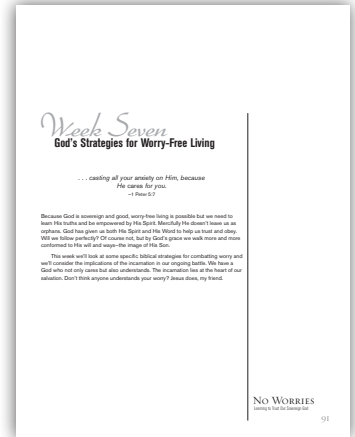 Week Seven
God's Strategies for Worry-Free Living
. . . casting all your anxiety on Him, because
He cares for you.
–1 Peter 5:7
Because God is sovereign and good, worry-free living is possible but we need to
learn His truths and be empowered by His Spirit. Mercifully He doesn't leave us as
orphans. God has given us both His Spirit and His Word to help us trust and obey.
Will we follow perfectly? Of course not, but by God's grace we walk more and more
conformed to His will and ways–the image of His Son.
This week we'll look at some specific biblical strategies for combatting worry and
we'll consider the implications of the incarnation in our ongoing battle. We have a
God who not only cares but also understands. The incarnation lies at the heart of our
salvation. Don't think anyone understands your worry? Jesus does, my friend.
No Worries
Learning to Trust Our Sovereign God
91